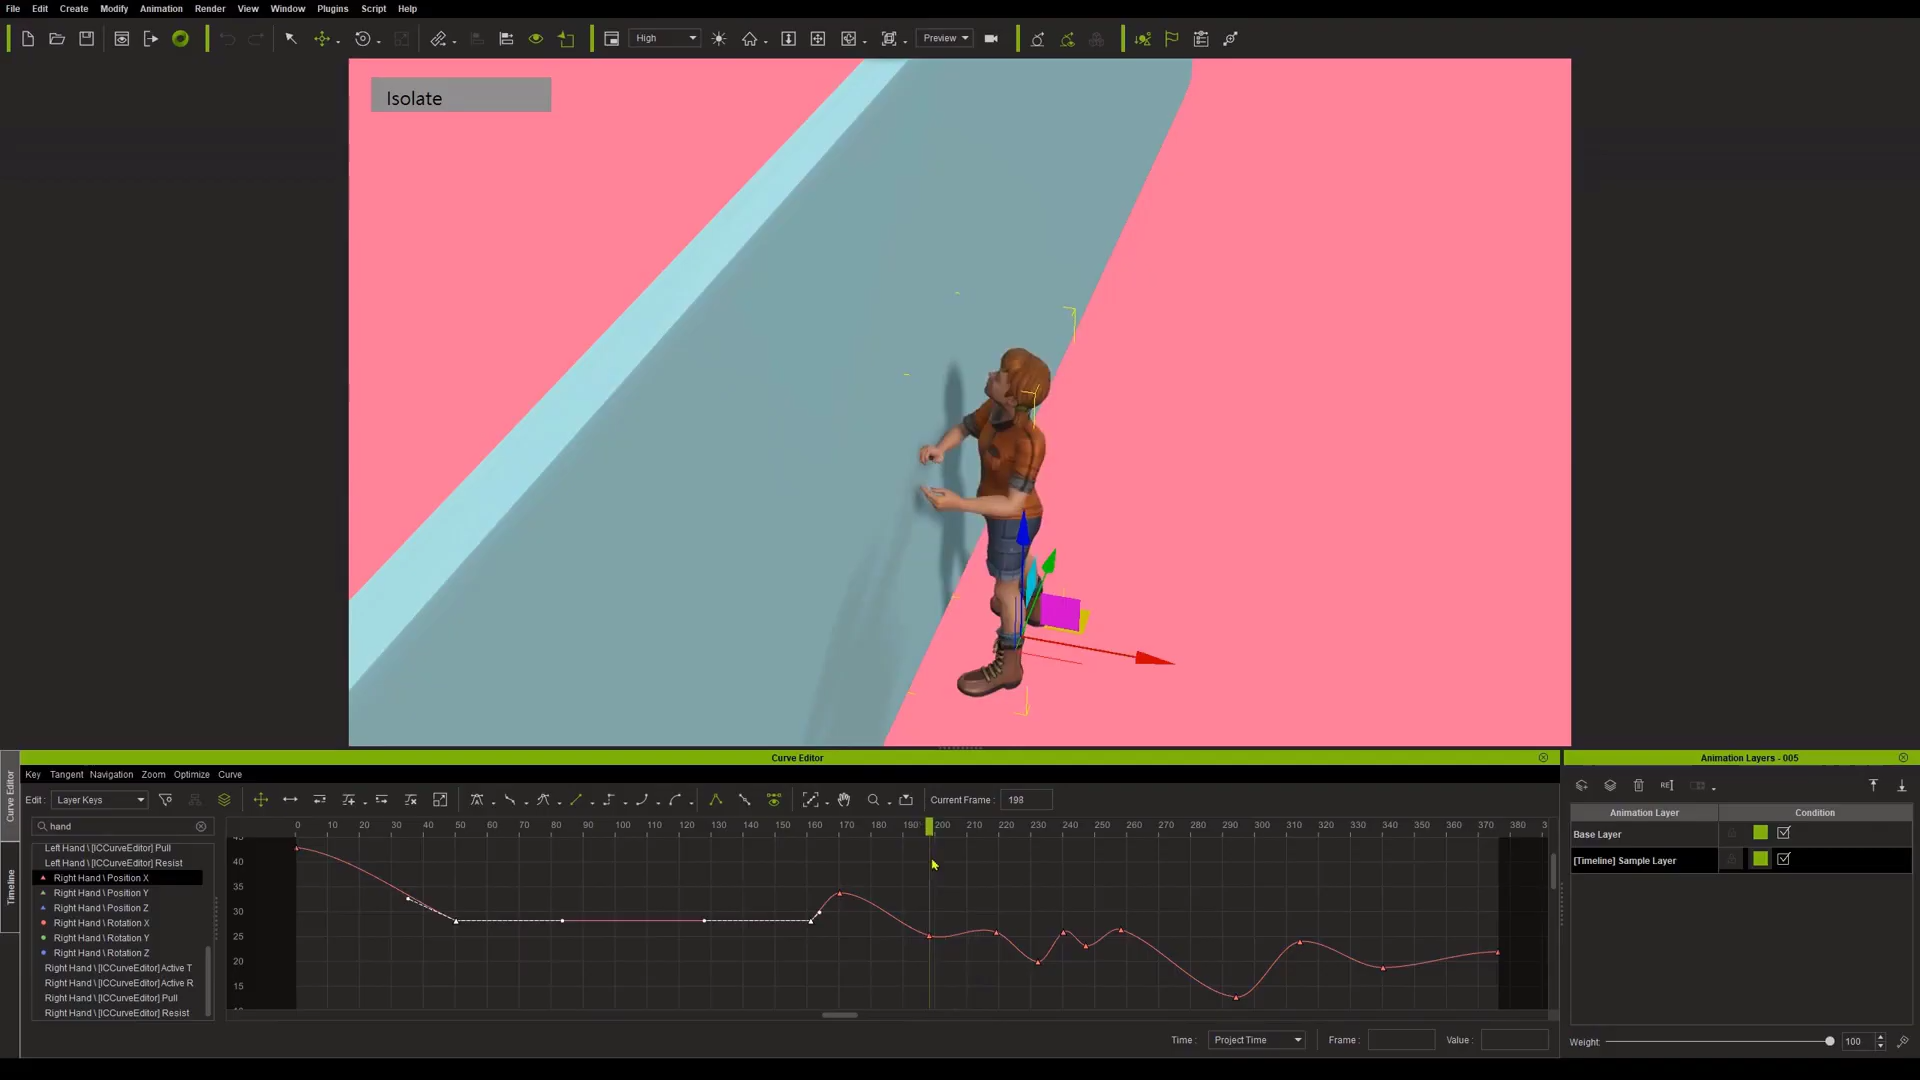 File Edit Create Modify Animation Render View Window Plugins Script Help
High
Preview
Isolate
Curve Editor
Animation Layers - 005
Key Tangent Navigation Zoom Optimize Curve
Edit : Layer Keys
Current Frame : 198
hand
0 10 20 30 40 50 60 70 80 90 100 110 120 130 140 150 160 170 180 190 200 210 220 230 240 250 260 270 280 290 300 310 320 330 340 350 360 370 380 3
45
40
35
30
25
20
15
Left Hand \ [ICCurveEditor] Pull
Left Hand \ [ICCurveEditor] Resist
Right Hand \ Position X
Right Hand \ Position Y
Right Hand \ Position Z
Right Hand \ Rotation X
Right Hand \ Rotation Y
Right Hand \ Rotation Z
Right Hand \ [ICCurveEditor] Active T
Right Hand \ [ICCurveEditor] Active R
Right Hand \ [ICCurveEditor] Pull
Right Hand \ [ICCurveEditor] Resist
Time : Project Time
Frame :
Value :
Animation Layer Condition
Base Layer
[Timeline] Sample Layer
Weight: 100
Curve Editor
Timeline